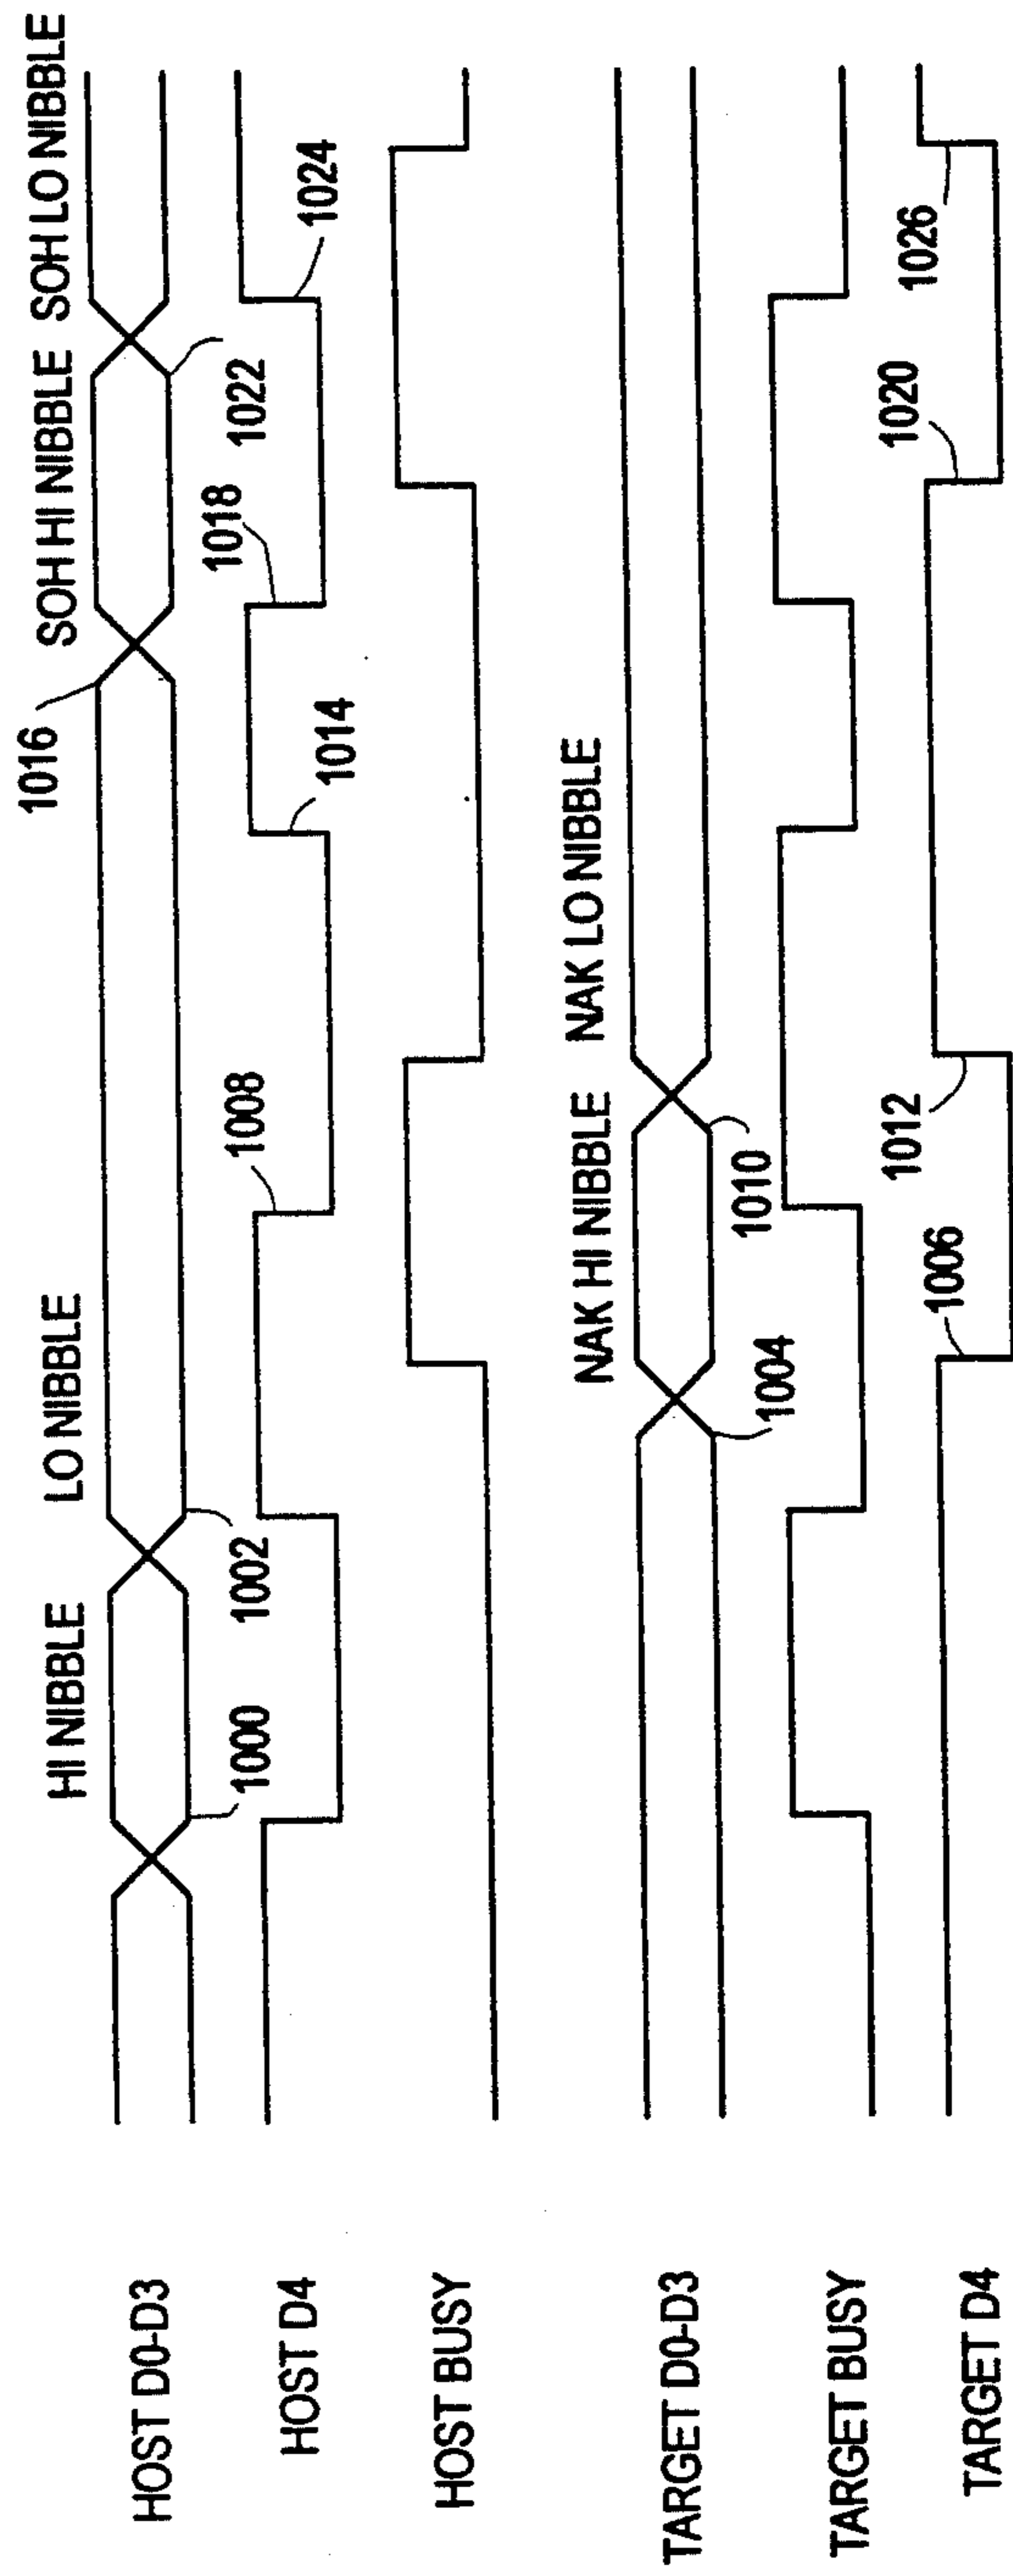 HI NIBBLE
LO NIBBLE
SOH HI NIBBLE
SOH LO NIBBLE
1016
HOST D0-D3
1000
1002
1022
HOST D4
1008
1014
1018
1024
HOST BUSY
NAK HI NIBBLE
NAK LO NIBBLE
TARGET D0-D3
1004
1010
TARGET BUSY
TARGET D4
1006
1012
1020
1026